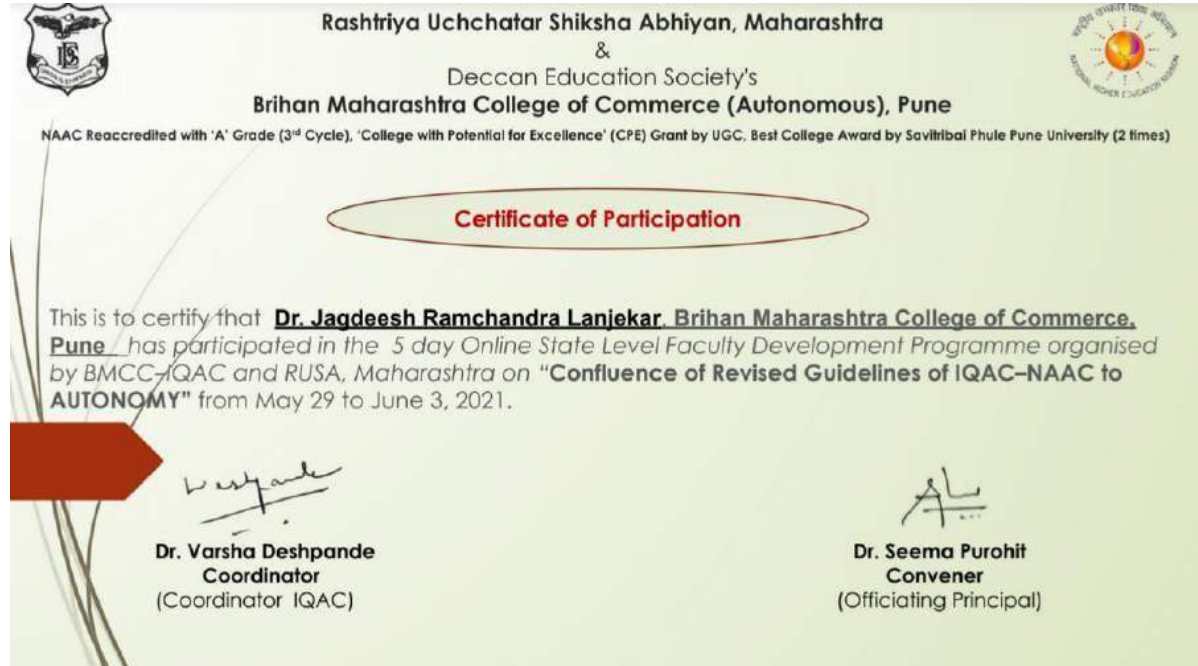 Rashtriya Uchchatar Shiksha Abhiyan, Maharashtra
&
Deccan Education Society's
Brihan Maharashtra College of Commerce (Autonomous), Pune
NAAC Reaccredited with 'A' Grade (3rd Cycle), 'College with Potential for Excellence' (CPE) Grant by UGC, Best College Award by Savitribai Phule Pune University (2 times)
Certificate of Participation
This is to certify that Dr. Jagdeesh Ramchandra Lanjekar, Brihan Maharashtra College of Commerce,
Pune has participated in the 5 day Online State Level Faculty Development Programme organised
by BMCC-IQAC and RUSA, Maharashtra on "Confluence of Revised Guidelines of IQAC–NAAC to
AUTONOMY" from May 29 to June 3, 2021.
Dr. Varsha Deshpande
Coordinator
(Coordinator IQAC)
Dr. Seema Purohit
Convener
(Officiating Principal)